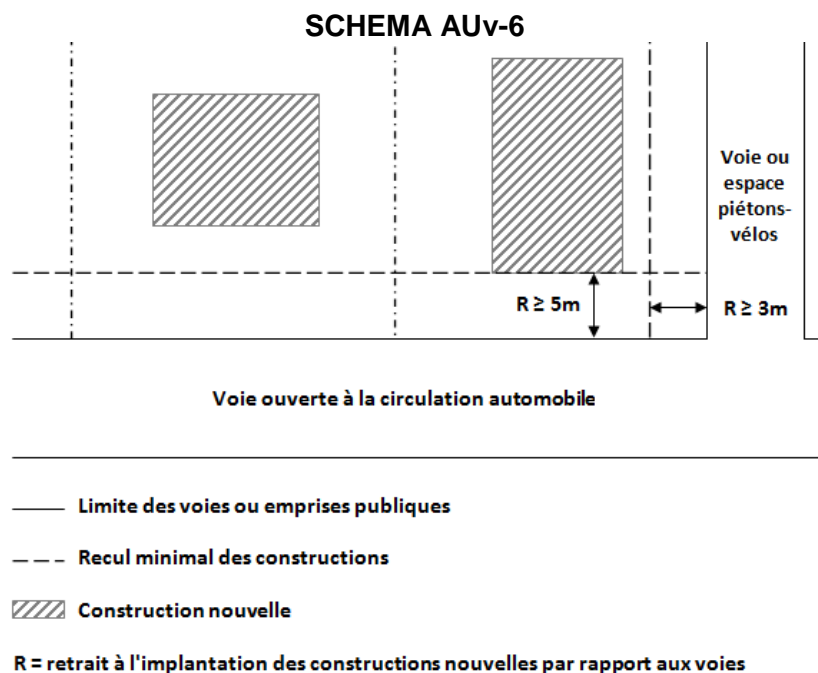 SCHEMA AUv-6
Voie ou
espace
piétons-
vélos
R ≥ 5m
R ≥ 3m
Voie ouverte à la circulation automobile
Limite des voies ou emprises publiques
Recul minimal des constructions
Construction nouvelle
R = retrait à l'implantation des constructions nouvelles par rapport aux voies